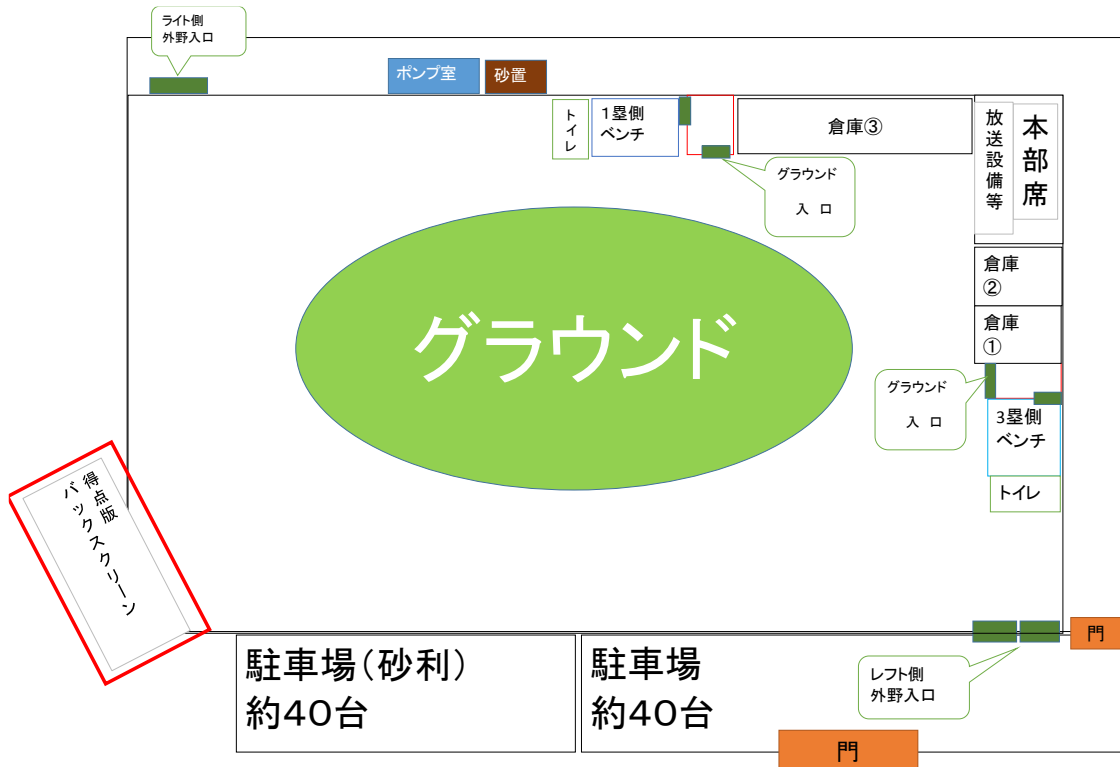 ライト側
外野入口
ポンプ室
砂置
トイレ
1塁側
ベンチ
倉庫③
放送設備等
本部席
グラウンド
入 口
倉庫
②
倉庫
①
グラウンド
グラウンド
入 口
3塁側
ベンチ
トイレ
得点版
バックスクリーン
門
駐車場(砂利)
約40台
駐車場
約40台
レフト側
外野入口
門